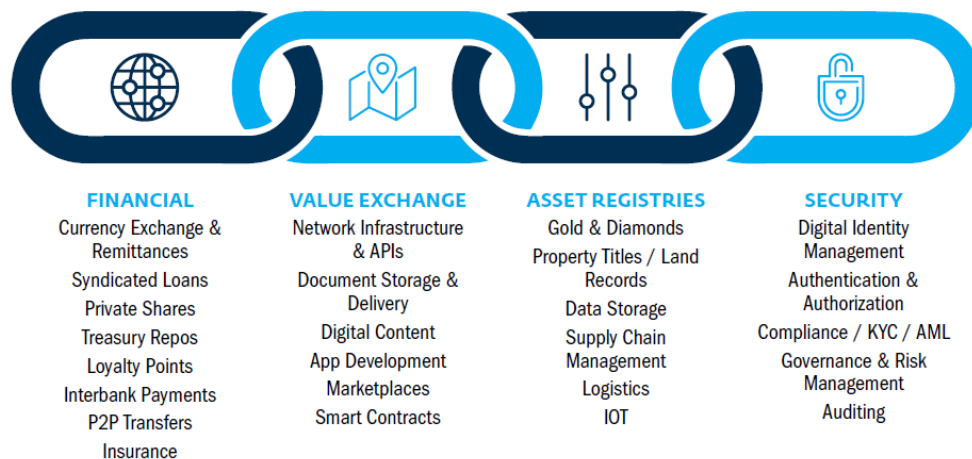 FINANCIAL
Currency Exchange &
Remittances
Syndicated Loans
Private Shares
Treasury Repos
Loyalty Points
Interbank Payments
P2P Transfers
Insurance
VALUE EXCHANGE
Network Infrastructure
& APIs
Document Storage &
Delivery
Digital Content
App Development
Marketplaces
Smart Contracts
ASSET REGISTRIES
Gold & Diamonds
Property Titles / Land
Records
Data Storage
Supply Chain
Management
Logistics
IOT
SECURITY
Digital Identity
Management
Authentication &
Authorization
Compliance / KYC / AML
Governance & Risk
Management
Auditing